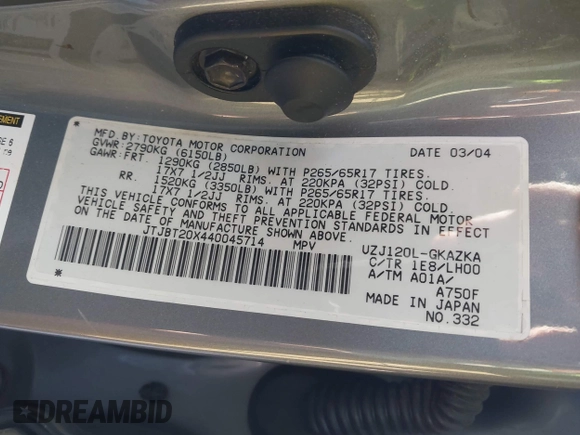 MFD BY:TOYOTA MOTOR CORPORATION DATE 03/04
GVWR:2790KG (6150LB)
GAWR:FRT. 1290KG (2850LB) WITH P265/65R17 TIRES.
17X7 1/2JJ RIMS. AT 220KPA (32PSI) COLD.
RR. 1520KG (3350LB) WITH P265/65R17 TIRES.
17X7 1/2JJ RIMS. AT 220KPA (32PSI) COLD.
THIS VEHICLE CONFORMS TO ALL APPLICABLE FEDERAL MOTOR
VEHICLE SAFETY AND THEFT PREVENTION STANDARDS IN EFFECT
ON THE DATE OF MANUFACTURE SHOWN ABOVE.
JTJBT20X440045714 MPV
UZJ120L-GKAZKA
C/TR 1E8/LH00
A/TM A01A/
A750F
MADE IN JAPAN
NO.332
DREAMBID